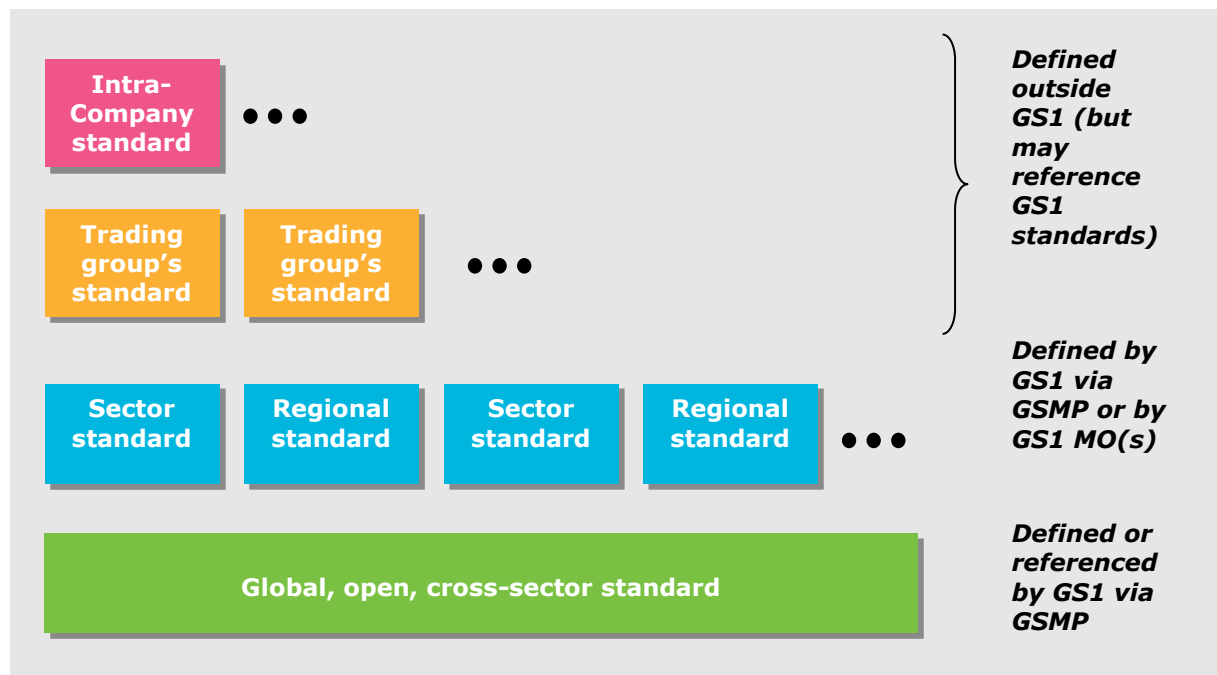 Intra-
Company
standard
Defined
outside
GS1 (but
may
reference
GS1
standards)
Trading
group’s
standard
Trading
group’s
standard
Defined by
GS1 via
GSMP or by
GS1 MO(s)
Sector
standard
Regional
standard
Sector
standard
Regional
standard
Global, open, cross-sector standard
Defined or
referenced
by GS1 via
GSMP